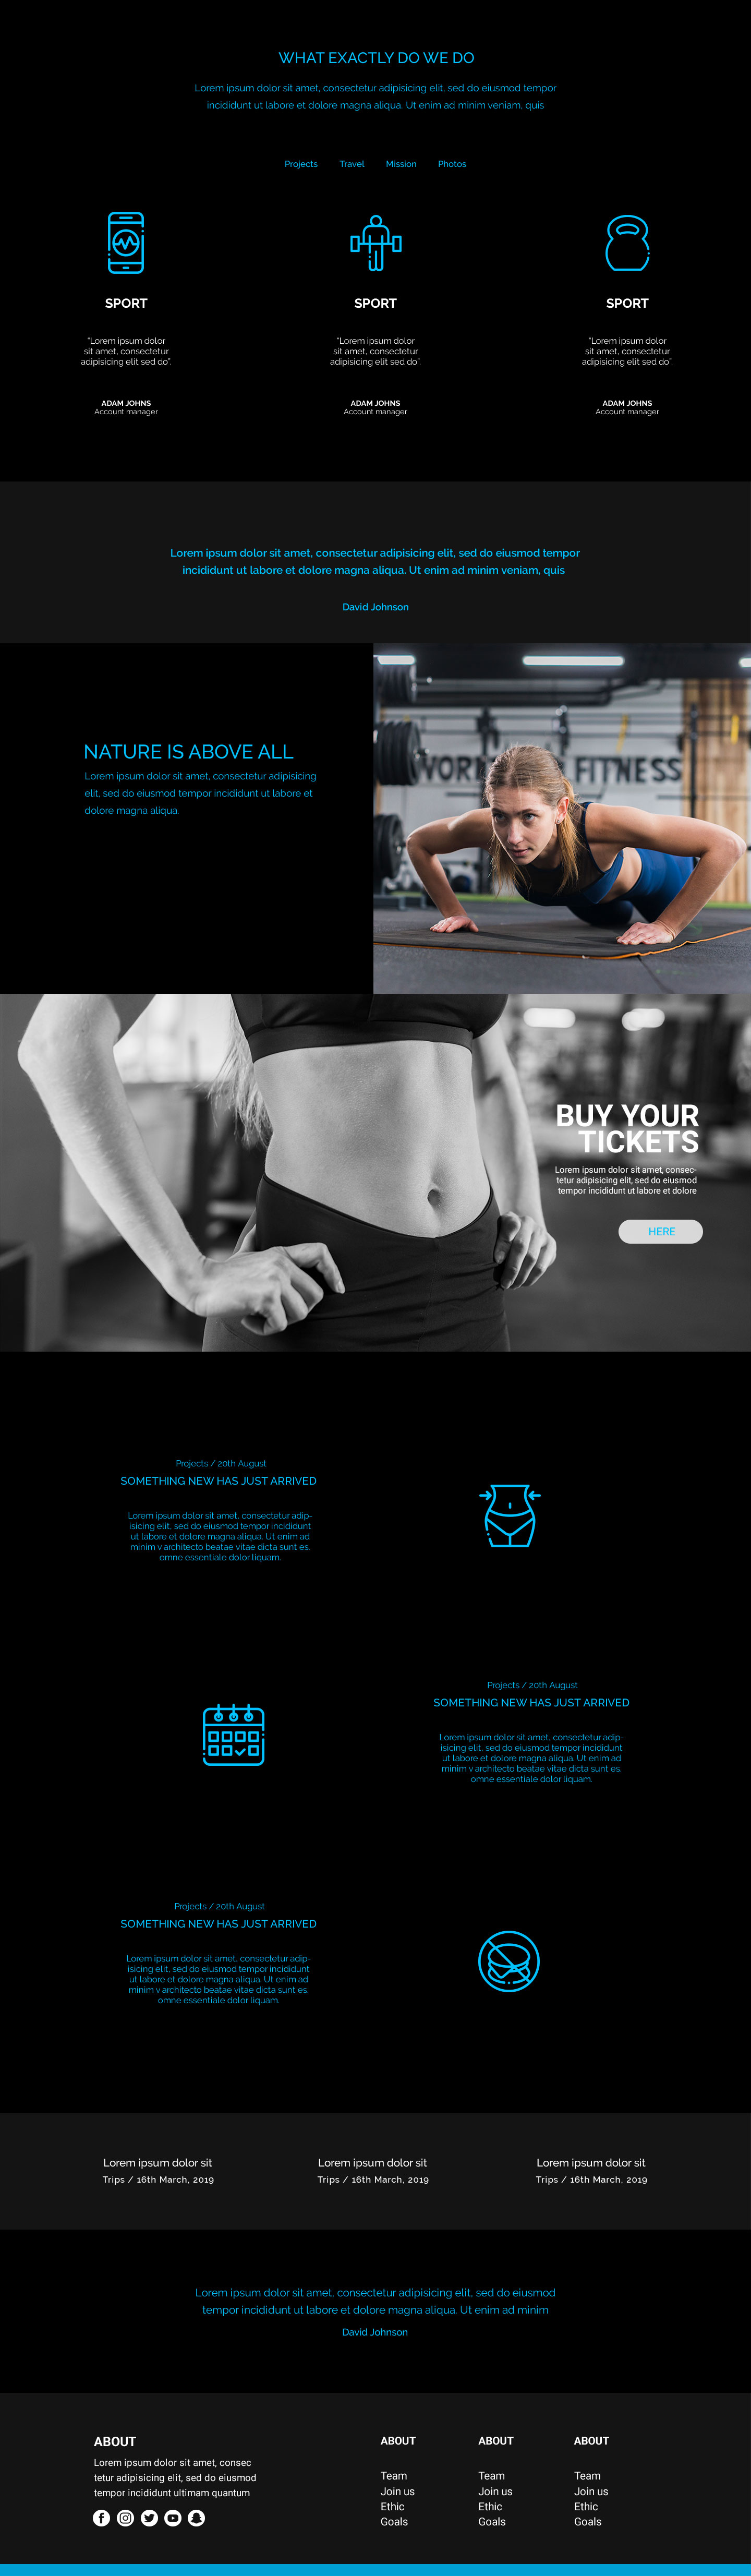 WHAT EXACTLY DO WE DO
Lorem ipsum dolor sit amet, consectetur adipisicing elit, sed do eiusmod tempor
incididunt ut labore et dolore magna aliqua. Ut enim ad minim veniam, quis
Projects Travel Mission Photos
SPORT
"Lorem ipsum dolor
sit amet, consectetur
adipisicing elit sed do".
ADAM JOHNS
Account manager
SPORT
"Lorem ipsum dolor
sit amet, consectetur
adipisicing elit sed do".
ADAM JOHNS
Account manager
SPORT
"Lorem ipsum dolor
sit amet, consectetur
adipisicing elit sed do".
ADAM JOHNS
Account manager
Lorem ipsum dolor sit amet, consectetur adipisicing elit, sed do eiusmod tempor
incididunt ut labore et dolore magna aliqua. Ut enim ad minim veniam, quis
David Johnson
NATURE IS ABOVE ALL
Lorem ipsum dolor sit amet, consectetur adipisicing
elit, sed do eiusmod tempor incididunt ut labore et
dolore magna aliqua.
FITNESS
BUY YOUR
TICKETS
Lorem ipsum dolor sit amet, consec-
tetur adipisicing elit, sed do eiusmod
tempor incididunt ut labore et dolore
HERE
Projects / 20th August
SOMETHING NEW HAS JUST ARRIVED
Lorem ipsum dolor sit amet, consectetur adip-
isicing elit, sed do eiusmod tempor incididunt
ut labore et dolore magna aliqua. Ut enim ad
minim v architecto beatae vitae dicta sunt es.
omne essentiale dolor liquam.
Projects / 20th August
SOMETHING NEW HAS JUST ARRIVED
Lorem ipsum dolor sit amet, consectetur adip-
isicing elit, sed do eiusmod tempor incididunt
ut labore et dolore magna aliqua. Ut enim ad
minim v architecto beatae vitae dicta sunt es.
omne essentiale dolor liquam.
Projects / 20th August
SOMETHING NEW HAS JUST ARRIVED
Lorem ipsum dolor sit amet, consectetur adip-
isicing elit, sed do eiusmod tempor incididunt
ut labore et dolore magna aliqua. Ut enim ad
minim v architecto beatae vitae dicta sunt es.
omne essentiale dolor liquam.
Lorem ipsum dolor sit
Trips / 16th March, 2019
Lorem ipsum dolor sit
Trips / 16th March, 2019
Lorem ipsum dolor sit
Trips / 16th March, 2019
Lorem ipsum dolor sit amet, consectetur adipisicing elit, sed do eiusmod
tempor incididunt ut labore et dolore magna aliqua. Ut enim ad minim
David Johnson
ABOUT
Lorem ipsum dolor sit amet, consec
tetur adipisicing elit, sed do eiusmod
tempor incididunt ultimam quantum
ABOUT
Team
Join us
Ethic
Goals
ABOUT
Team
Join us
Ethic
Goals
ABOUT
Team
Join us
Ethic
Goals